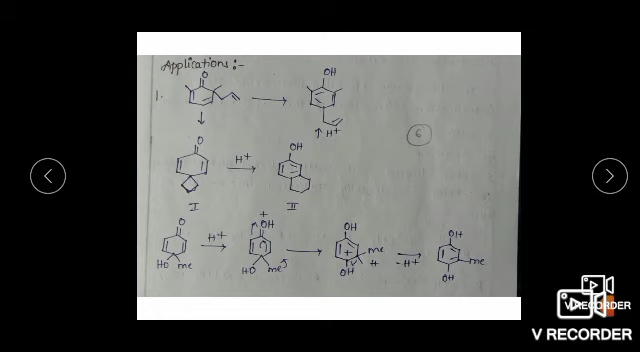 Applications :-
1.
O
OH
↑ H+
6
O
H+
OH
I
II
O
H+
+OH
OH
OH
HO me
HO me
me
H
OH
-H+
me
OH
V RECORDER
V RECORDER